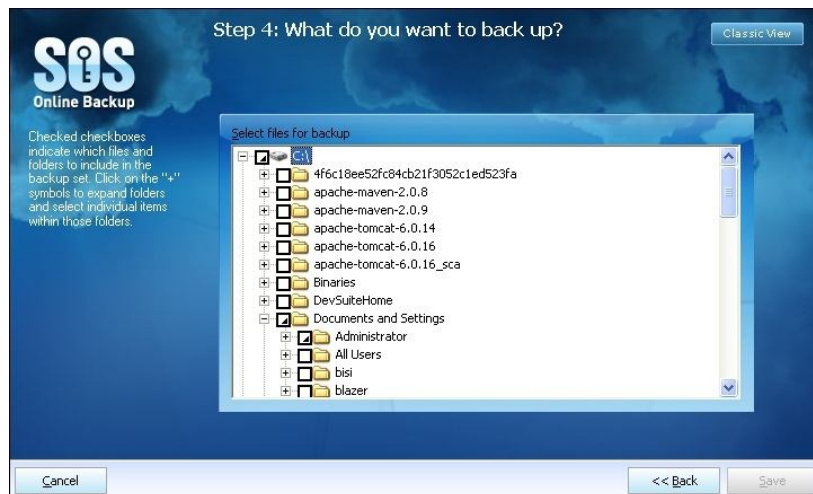 Step 4: What do you want to back up?
Classic View
SOS
Online Backup
Checked checkboxes
indicate which files and
folders to include in the
backup set. Click on the "+"
symbols to expand folders
and select individual items
within those folders.
Select files for backup
C:\
4f6c18ee52fc84cb21f3052c1ed523fa
apache-maven-2.0.8
apache-maven-2.0.9
apache-tomcat-6.0.14
apache-tomcat-6.0.16
apache-tomcat-6.0.16_sca
Binaries
DevSuiteHome
Documents and Settings
Administrator
All Users
bisi
blazer
Cancel
<< Back
Save